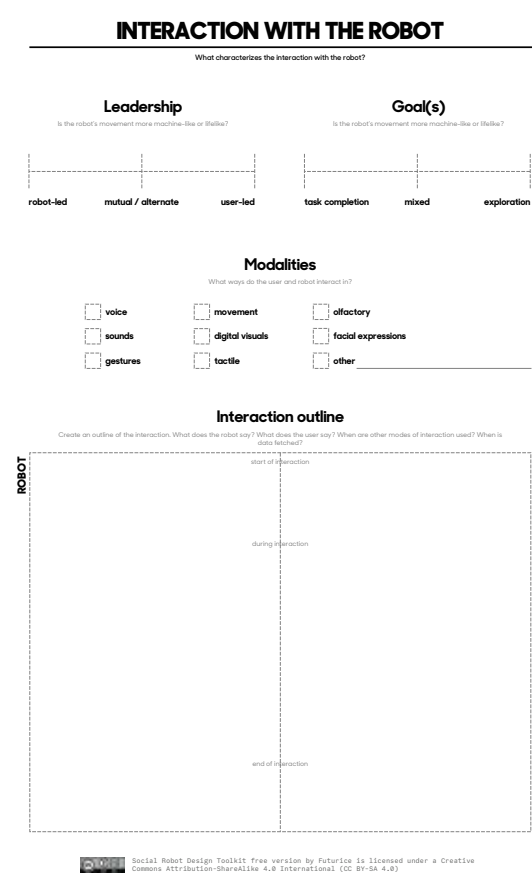 INTERACTION WITH THE ROBOT
What characterizes the interaction with the robot?
Leadership
Is the robot's movement more machine-like or lifelike?
Goal(s)
Is the robot's movement more machine-like or lifelike?
robot-led mutual / alternate user-led
task completion mixed exploration
Modalities
What ways do the user and robot interact in?
voice movement olfactory
sounds digital visuals facial expressions
gestures tactile other
Interaction outline
Create an outline of the interaction. What does the robot say? What does the user say? When are other modes of interaction used? When is
data fetched?
ROBOT
start of interaction
during interaction
end of interaction
Social Robot Design Toolkit free version by Futurice is licensed under a Creative
Commons Attribution-ShareAlike 4.0 International (CC BY-SA 4.0)